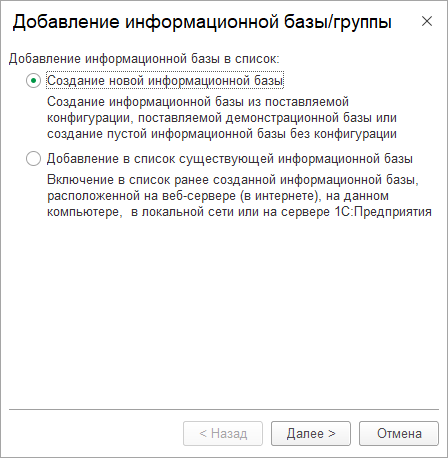 Добавление информационной базы/группы
Добавление информационной базы в список:
Создание новой информационной базы
Создание информационной базы из поставляемой
конфигурации, поставляемой демонстрационной базы или
создание пустой информационной базы без конфигурации
Добавление в список существующей информационной базы
Включение в список ранее созданной информационной базы,
расположенной на веб-сервере (в интернете), на данном
компьютере,  в локальной сети или на сервере 1С:Предприятия
< Назад
Далее >
Отмена